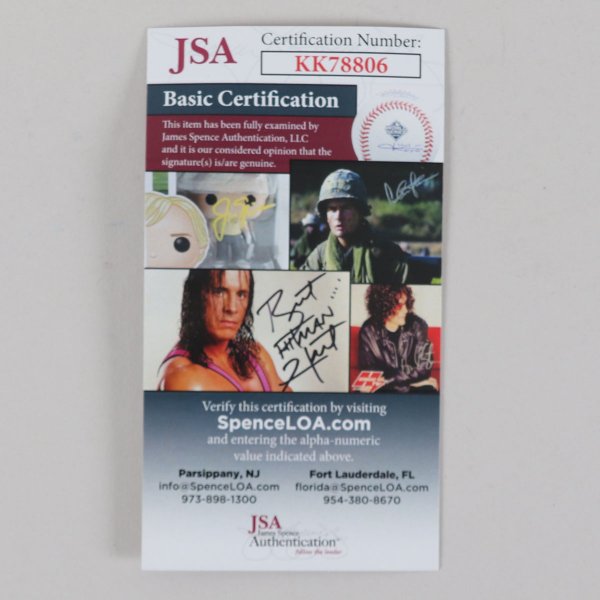 JSA
Certification Number:
KK78806
Basic Certification
This item has been fully examined by
James Spence Authentication, LLC
and it is our considered opinion that the
signature(s) is/are genuine.
Bret
HITMAN
Hart
Verify this certification by visiting
SpenceLOA.com
and entering the alpha-numeric
value indicated above.
Parsippany, NJ
info@SpenceLOA.com
973-898-1300
Fort Lauderdale, FL
florida@SpenceLOA.com
954-380-8670
JSA
James Spence
Authentication
follow the leader